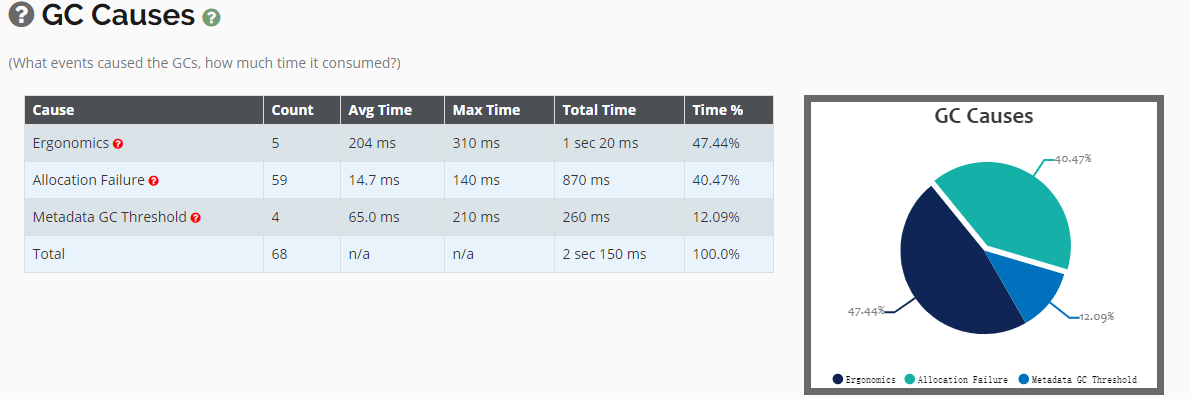 GC Causes
(What events caused the GCs, how much time it consumed?)
Cause Count Avg Time Max Time Total Time Time %
Ergonomics 5 204 ms 310 ms 1 sec 20 ms 47.44%
Allocation Failure 59 14.7 ms 140 ms 870 ms 40.47%
Metadata GC Threshold 4 65.0 ms 210 ms 260 ms 12.09%
Total 68 n/a n/a 2 sec 150 ms 100.0%
GC Causes
40.47%
47.44%
12.09%
Ergonomics Allocation Failure Metadata GC Threshold